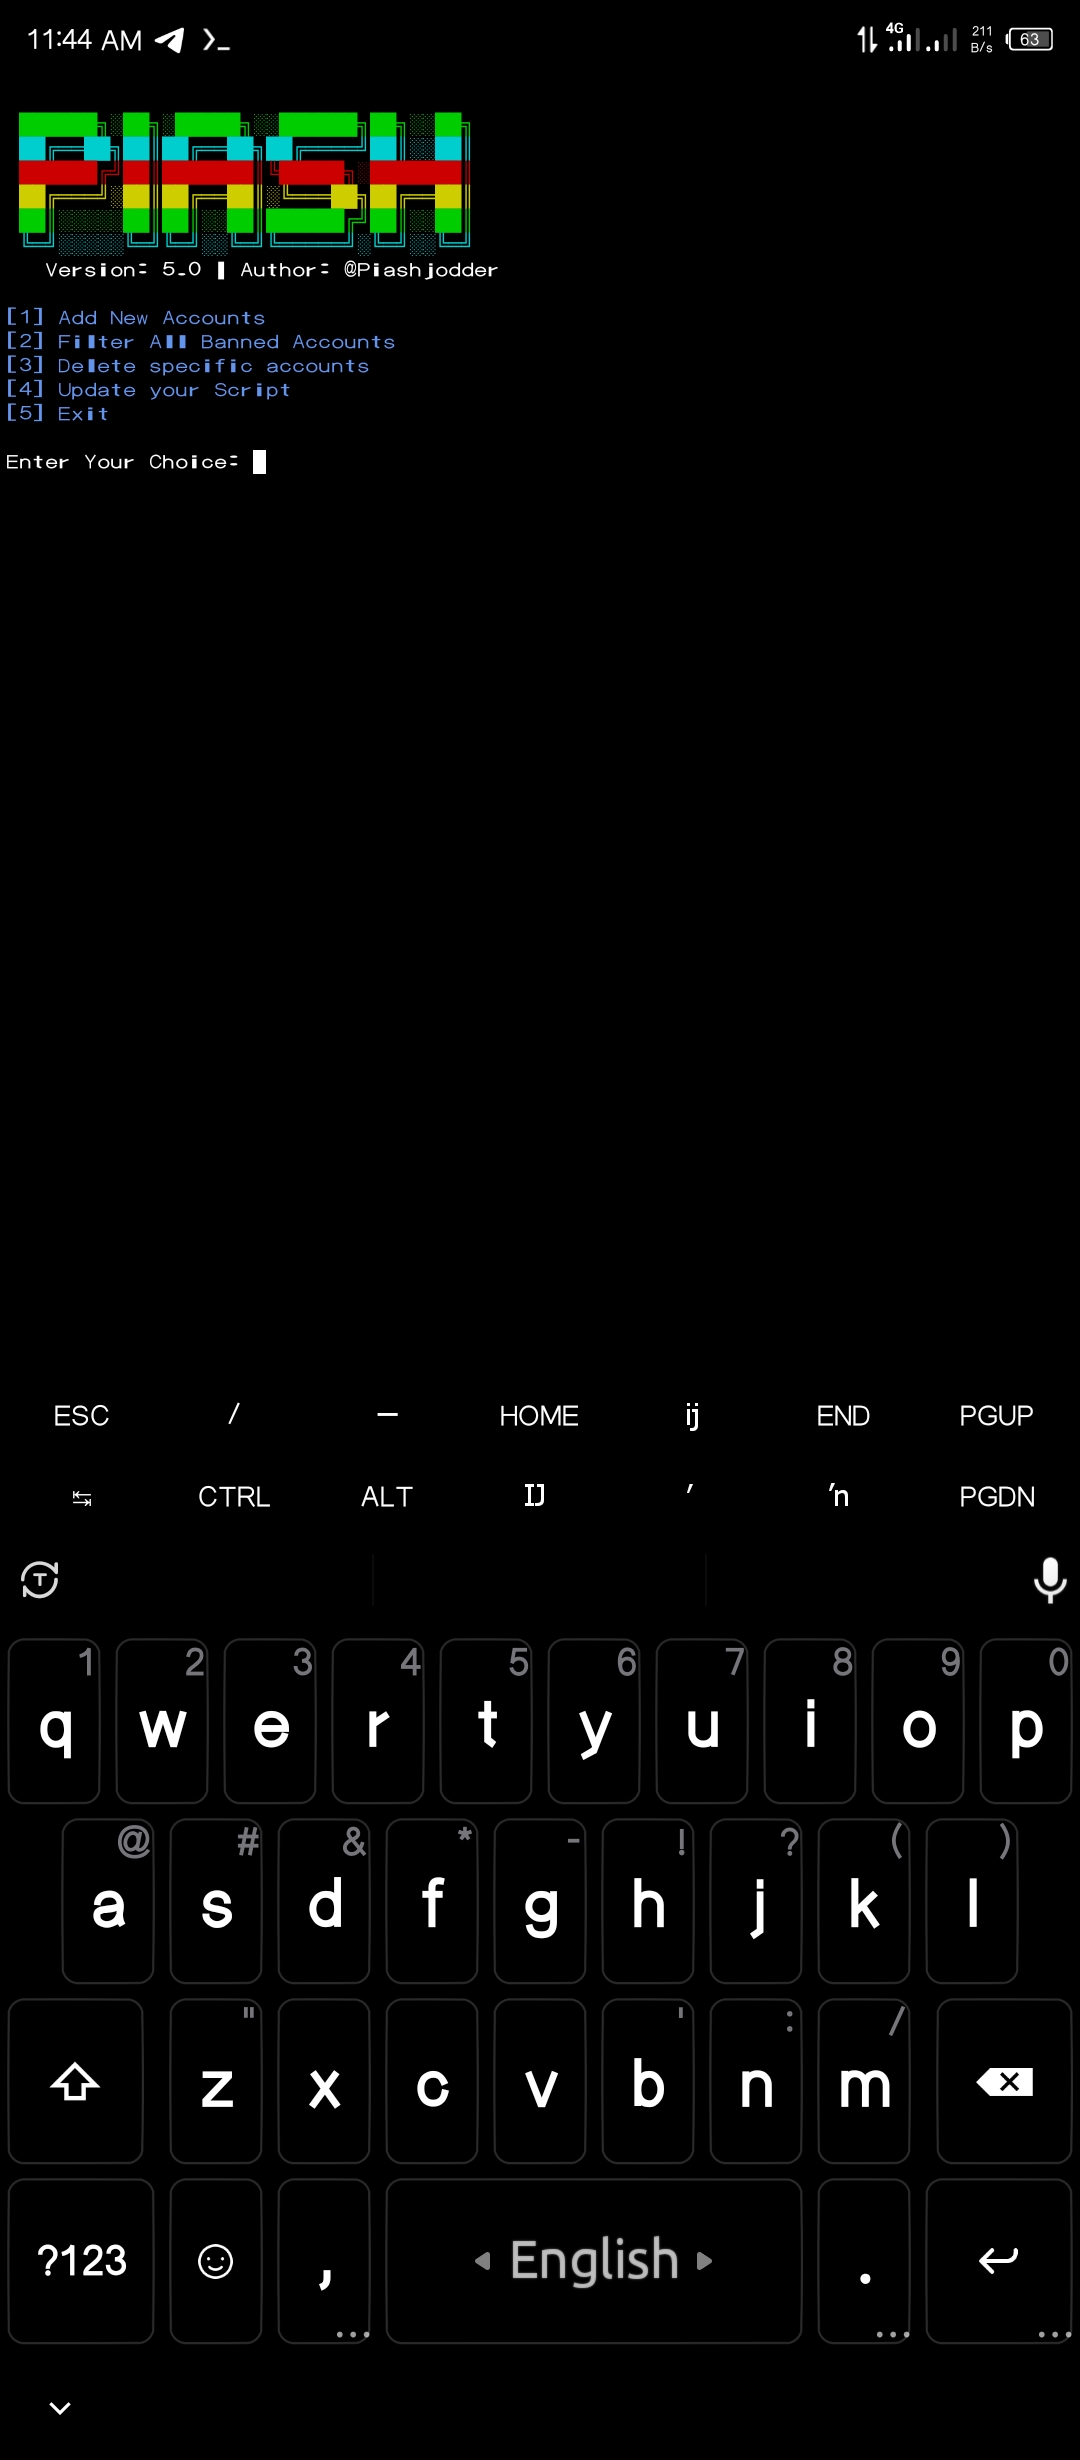 11:44 AM >_ 4G 211 B/s 63
PIASH
Version: 5.0 | Author: @Piashjodder
[1] Add New Accounts
[2] Filter All Banned Accounts
[3] Delete specific accounts
[4] Update your Script
[5] Exit
Enter Your Choice:
ESC / — HOME ij END PGUP
↹ CTRL ALT IJ ′ ŉ PGDN
T
1 2 3 4 5 6 7 8 9 0
q w e r t y u i o p
@ # & * - ! ? ( )
a s d f g h j k l
" ' : /
z x c v b n m
?123 , English .
... ... ...